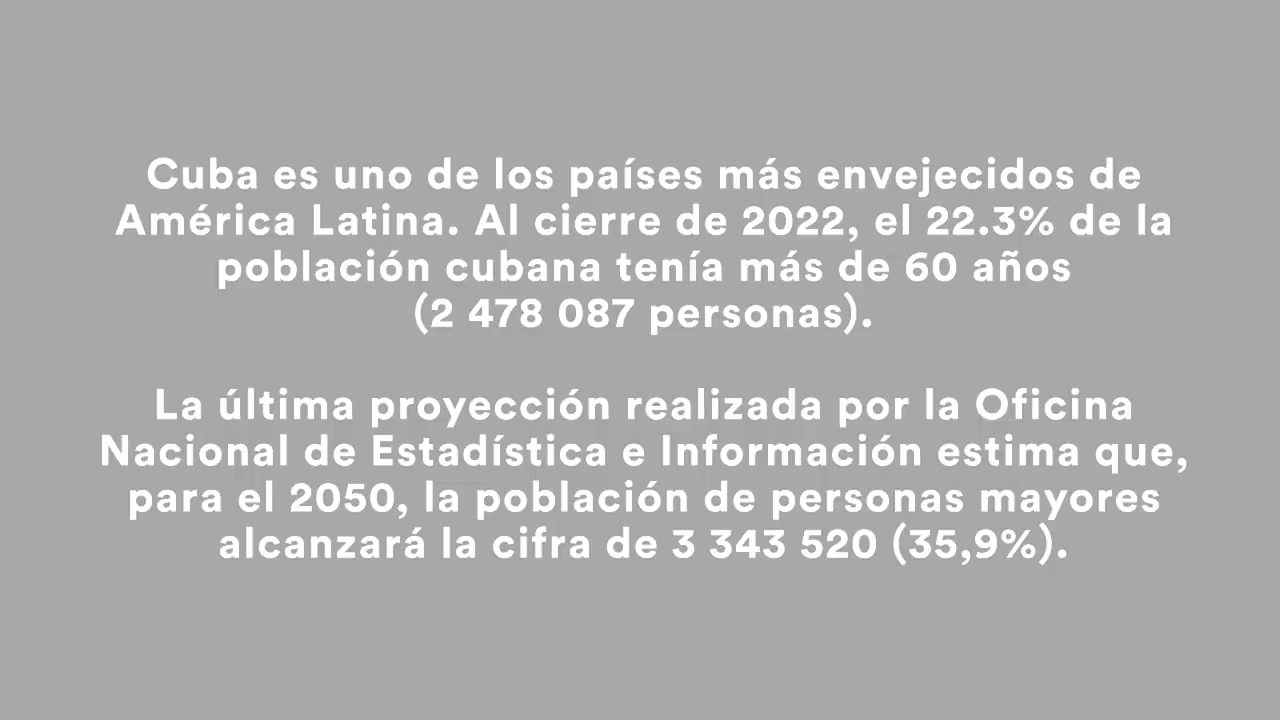 Cuba es uno de los países más envejecidos de
América Latina. Al cierre de 2022, el 22.3% de la
población cubana tenía más de 60 años
(2 478 087 personas).
La última proyección realizada por la Oficina
Nacional de Estadística e Información estima que,
para el 2050, la población de personas mayores
alcanzará la cifra de 3 343 520 (35,9%).